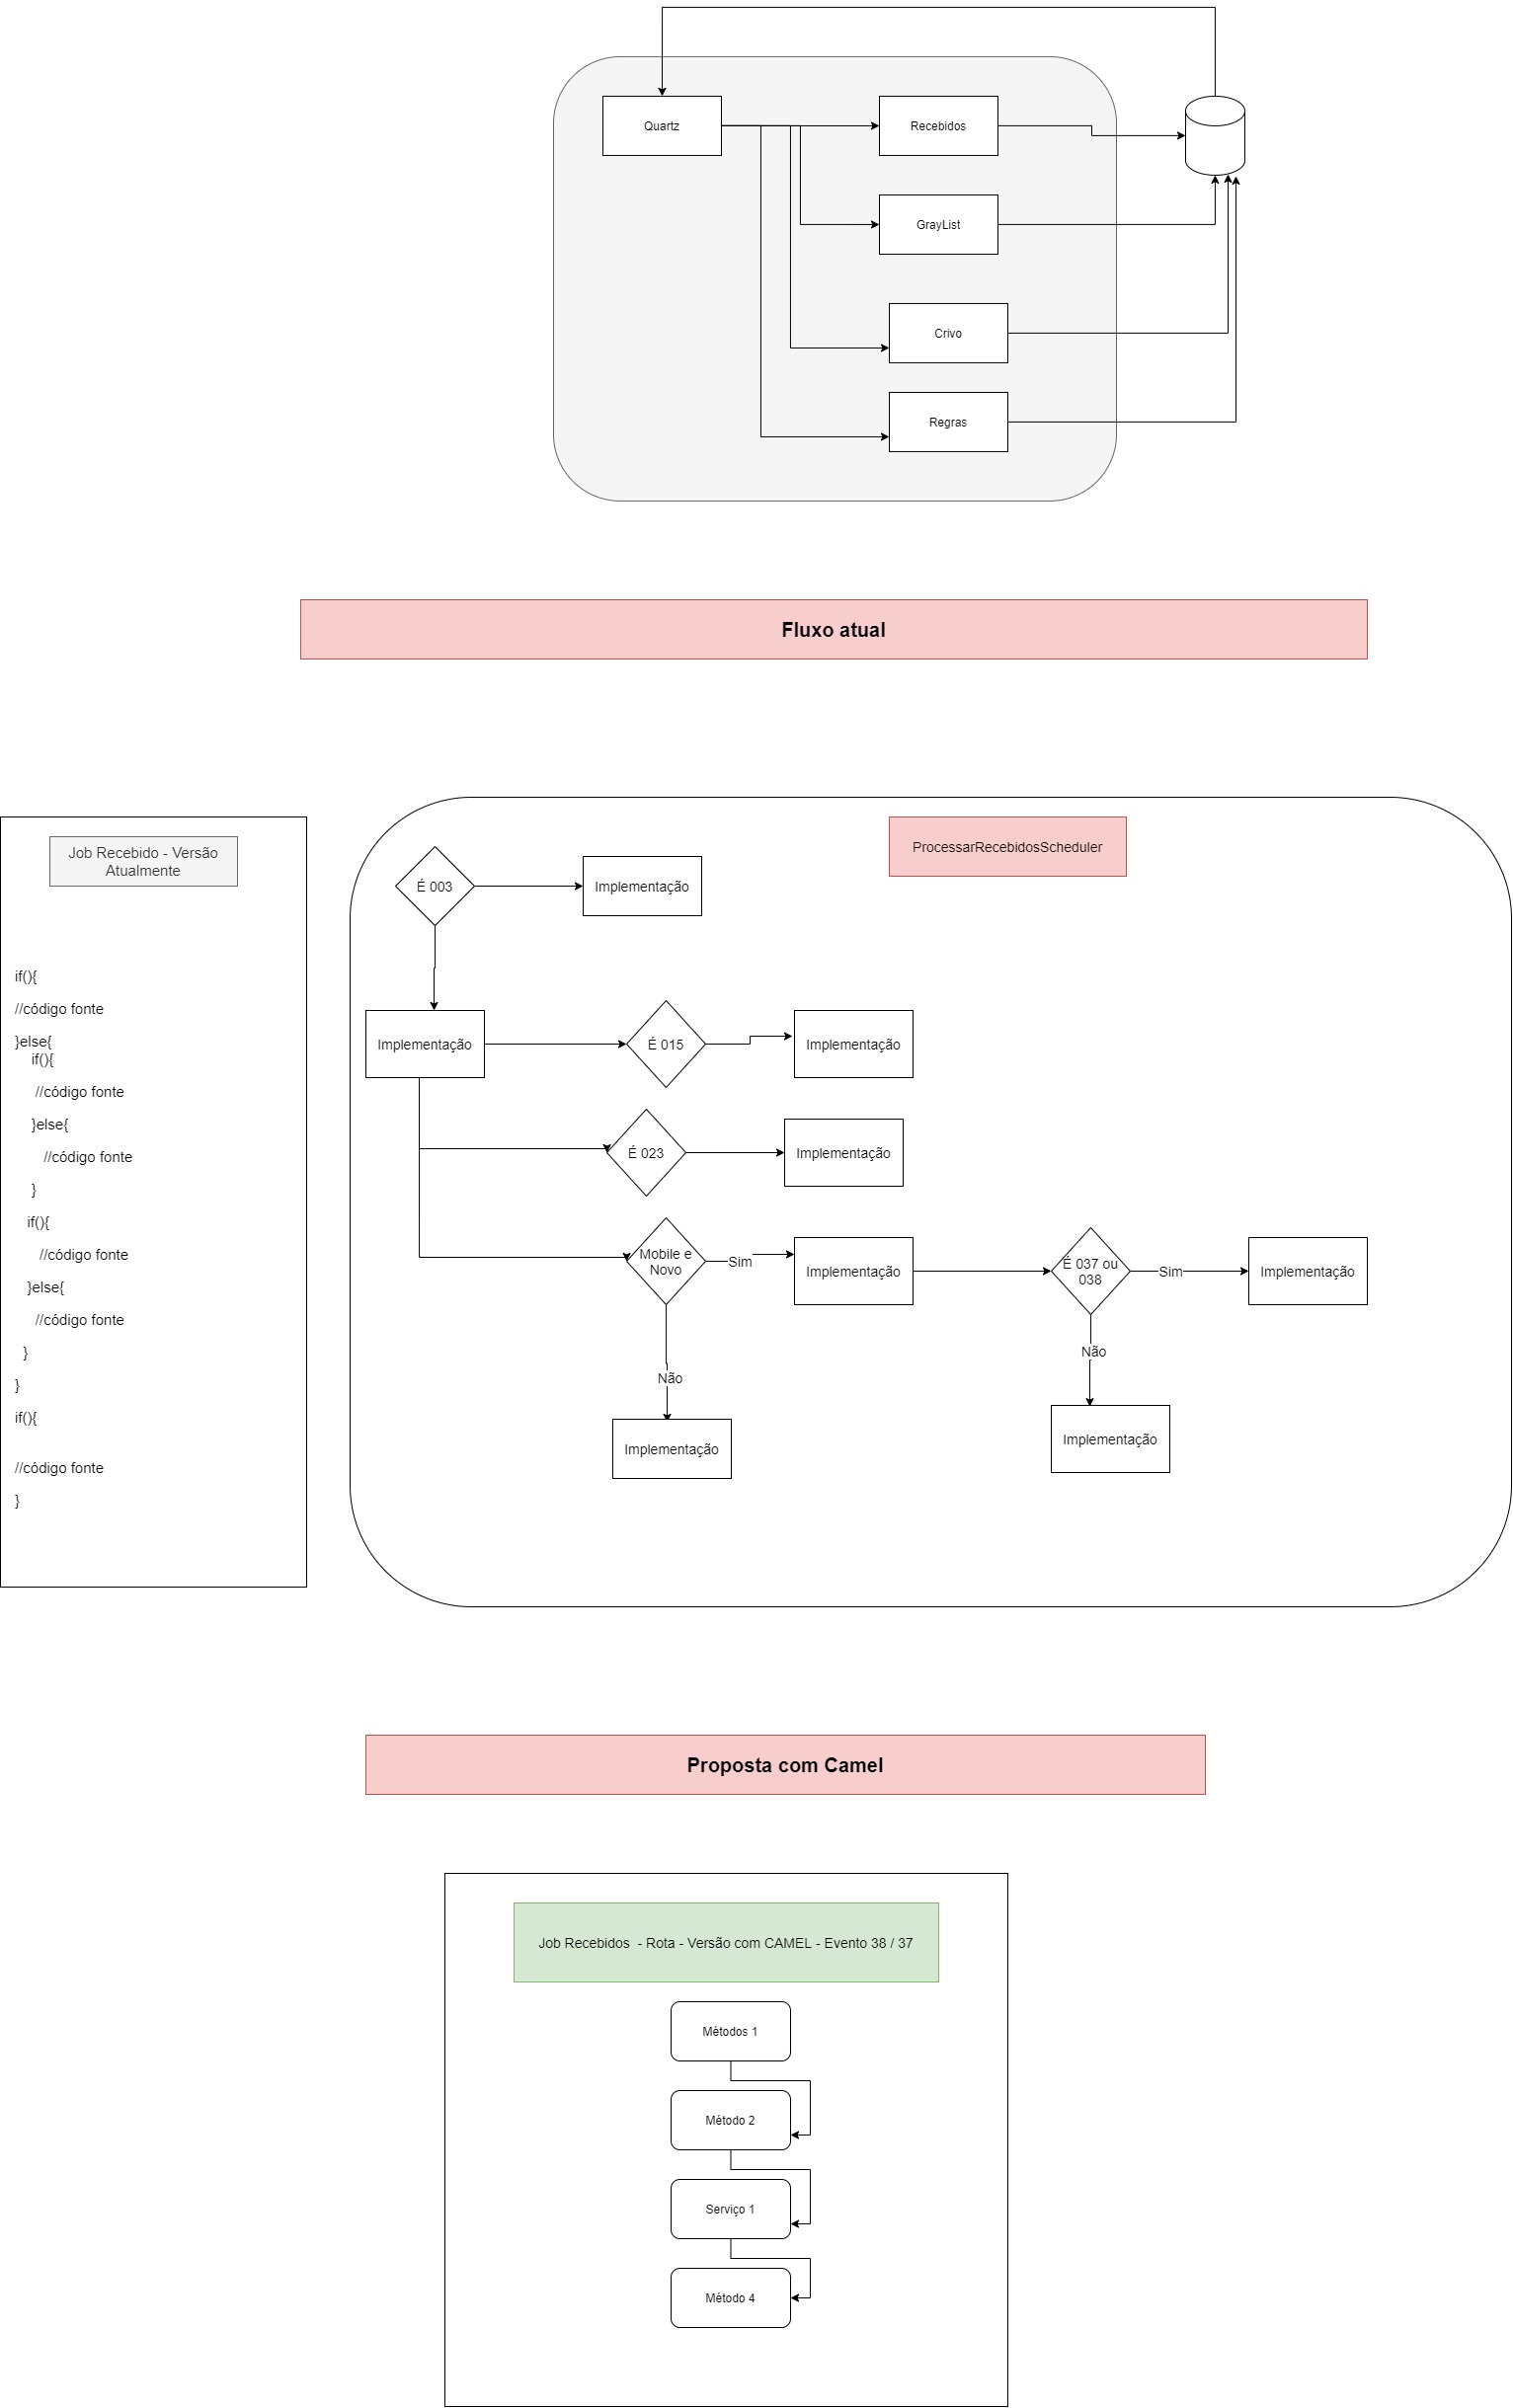 Quartz
Recebidos
GrayList
Crivo
Regras
Fluxo atual
Job Recebido - Versão
Atualmente
if(){
//código fonte
}else{
if(){
//código fonte
}else{
//código fonte
}
if(){
//código fonte
}else{
//código fonte
}
}
if(){
//código fonte
}
ProcessarRecebidosScheduler
É 003
Implementação
Implementação
É 015
Implementação
É 023
Implementação
Mobile e
Novo
Sim
Implementação
É 037 ou
038
Sim
Implementação
Não
Não
Implementação
Implementação
Proposta com Camel
Job Recebidos - Rota - Versão com CAMEL - Evento 38 / 37
Métodos 1
Método 2
Serviço 1
Método 4